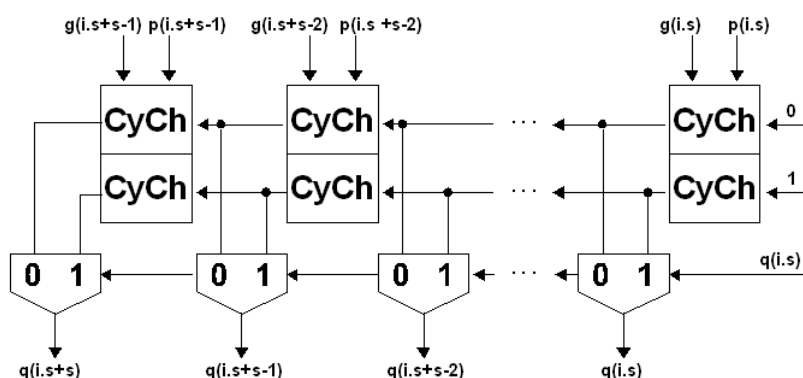 g(i.s+s-1) p(i.s+s-1) g(i.s+s-2) p(i.s +s-2) g(i.s) p(i.s)
CyCh CyCh CyCh 0
... 
CyCh CyCh CyCh 1
...
0 1 0 1 0 1 ... 0 1 q(i.s)
q(i.s+s) q(i.s+s-1) q(i.s+s-2) q(i.s)